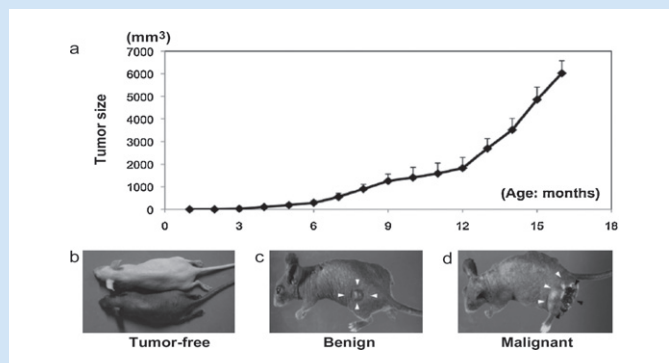 a
(mm³)
7000
6000
5000
4000
3000
2000
1000
0
Tumor size
0 3 6 9 12 15 18
(Age: months)
b c d
Tumor-free Benign Malignant